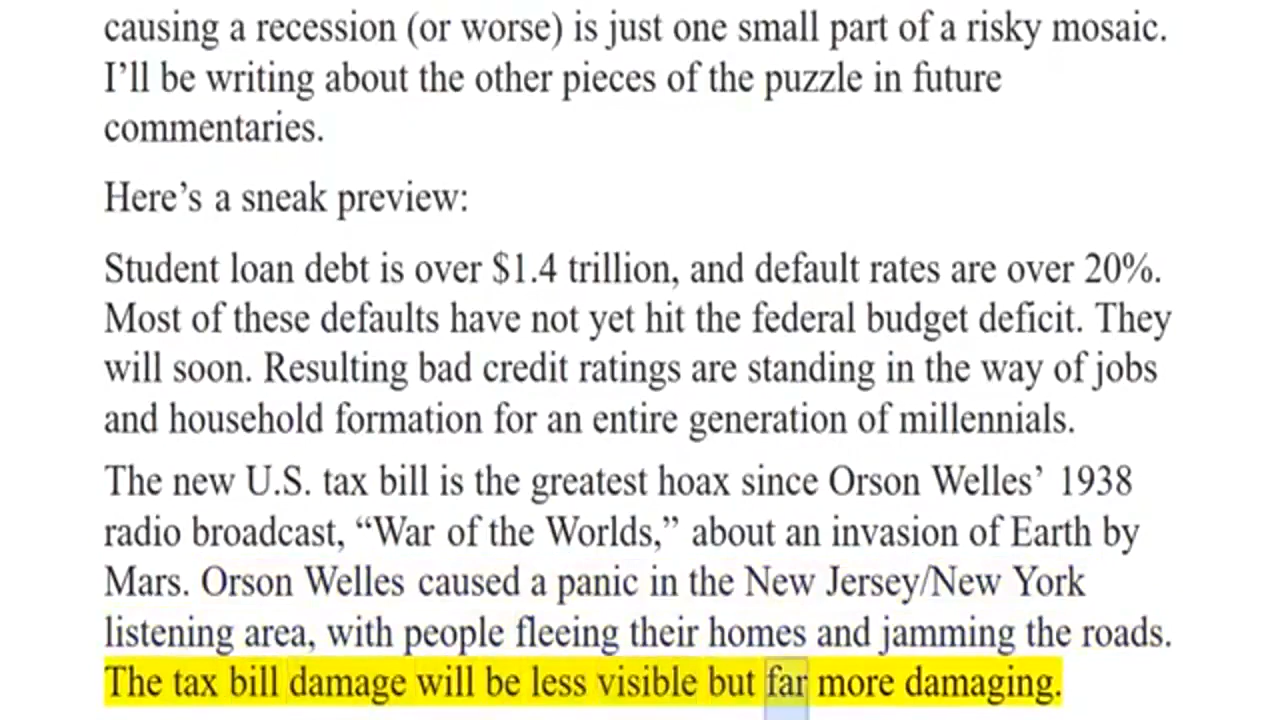 causing a recession (or worse) is just one small part of a risky mosaic.
I’ll be writing about the other pieces of the puzzle in future
commentaries.
Here’s a sneak preview:
Student loan debt is over $1.4 trillion, and default rates are over 20%.
Most of these defaults have not yet hit the federal budget deficit. They
will soon. Resulting bad credit ratings are standing in the way of jobs
and household formation for an entire generation of millennials.
The new U.S. tax bill is the greatest hoax since Orson Welles’ 1938
radio broadcast, “War of the Worlds,” about an invasion of Earth by
Mars. Orson Welles caused a panic in the New Jersey/New York
listening area, with people fleeing their homes and jamming the roads.
The tax bill damage will be less visible but far more damaging.